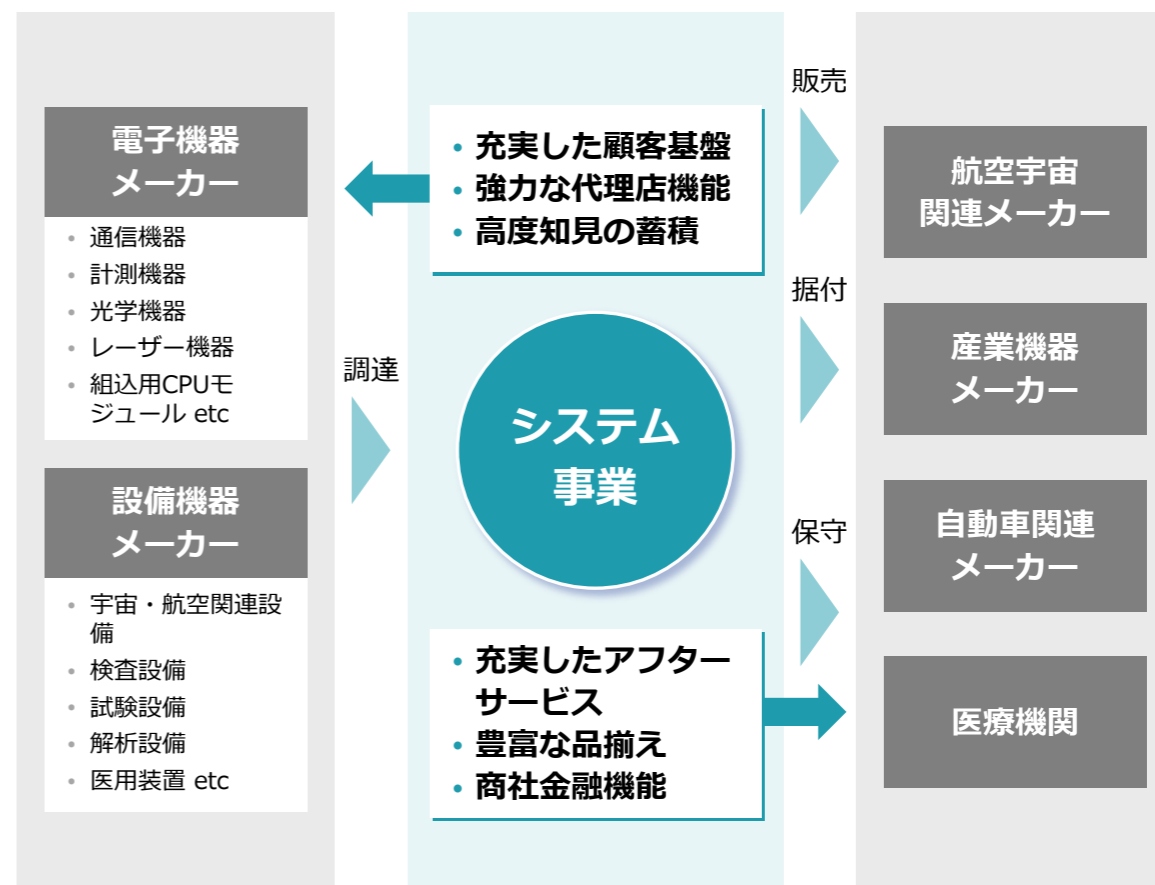 電子機器
メーカー
• 通信機器
• 計測機器
• 光学機器
• レーザー機器
• 組込用CPUモ
ジュール etc
設備機器
メーカー
• 宇宙・航空関連設
備
• 検査設備
• 試験設備
• 解析設備
• 医用装置 etc
調達
• 充実した顧客基盤
• 強力な代理店機能
• 高度知見の蓄積
システム
事業
• 充実したアフター
サービス
• 豊富な品揃え
• 商社金融機能
販売
据付
保守
航空宇宙
関連メーカー
産業機器
メーカー
自動車関連
メーカー
医療機関